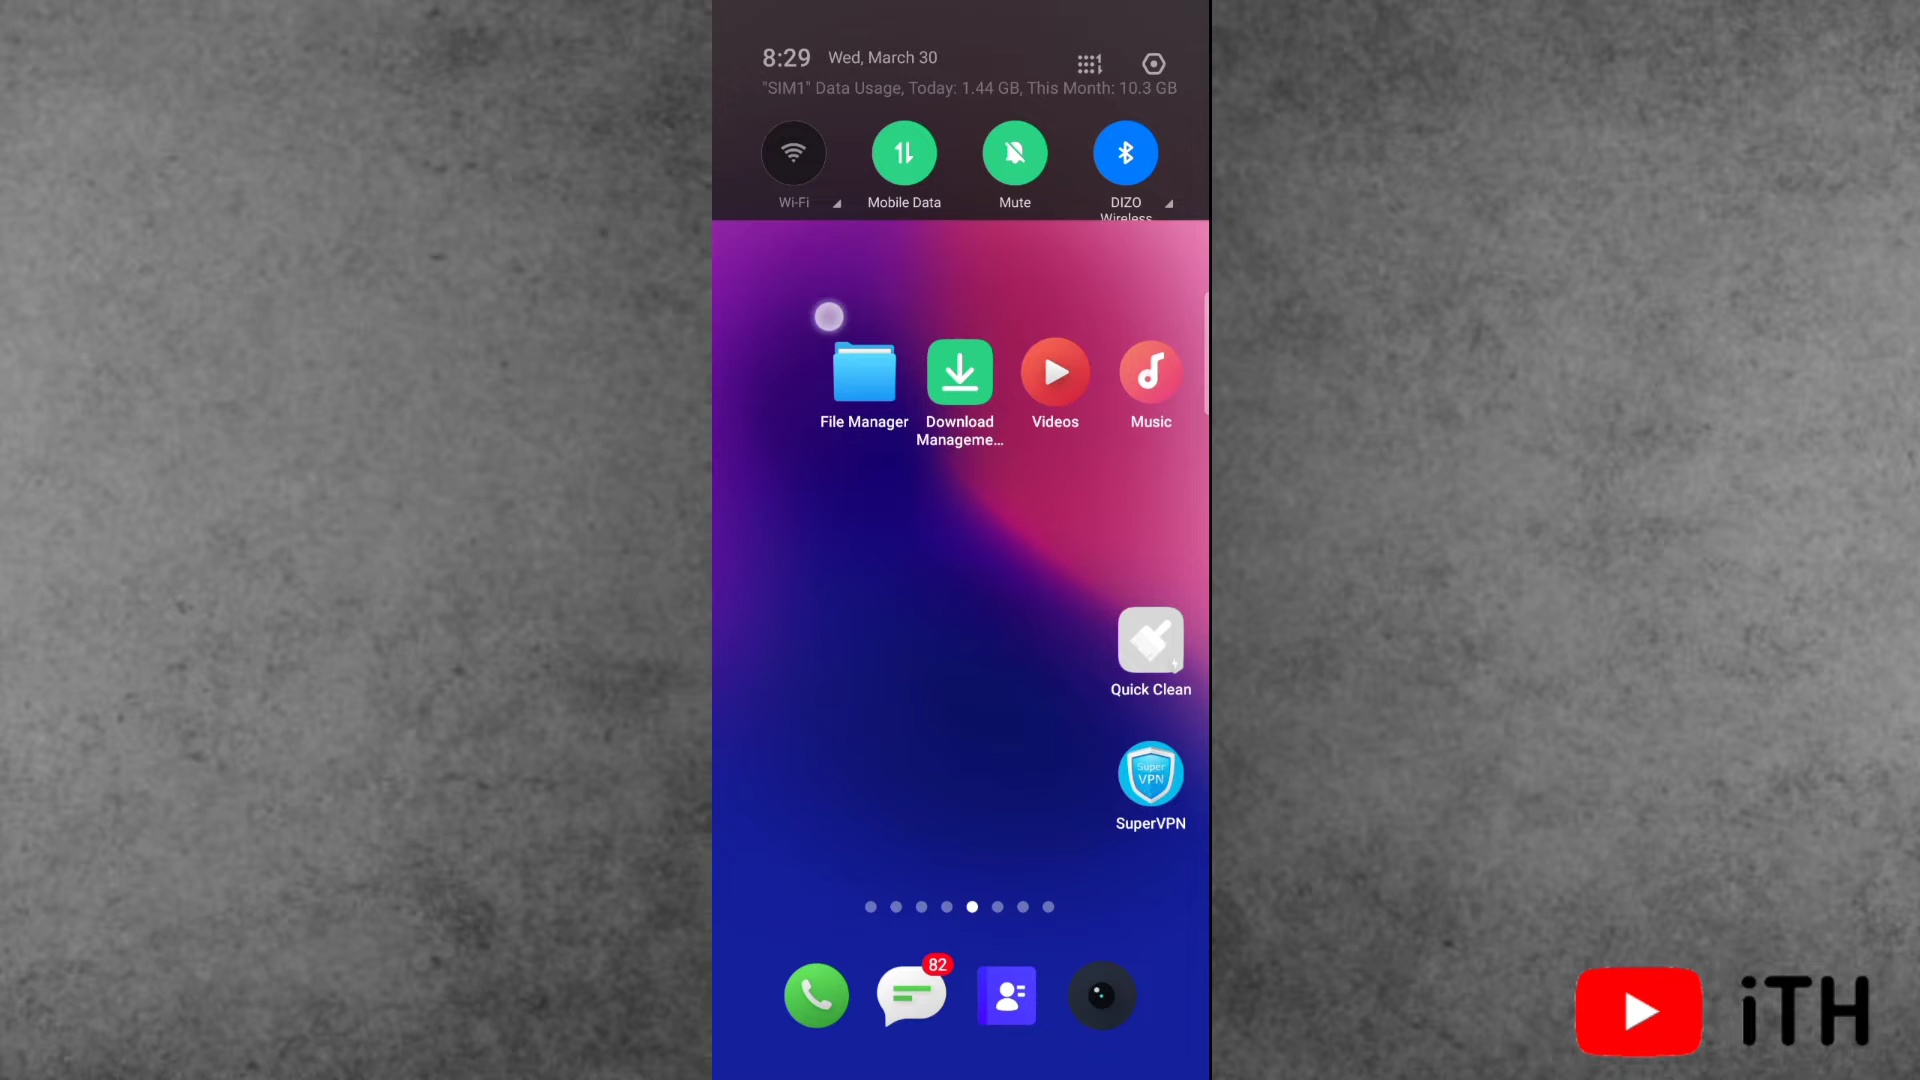 8:29 Wed, March 30
"SIM1" Data Usage, Today: 1.44 GB, This Month: 10.3 GB
Wi-Fi
Mobile Data
Mute
DIZO
Wireless
File Manager
Download
Manageme...
Videos
Music
Quick Clean
Super
VPN
SuperVPN
82
iTH